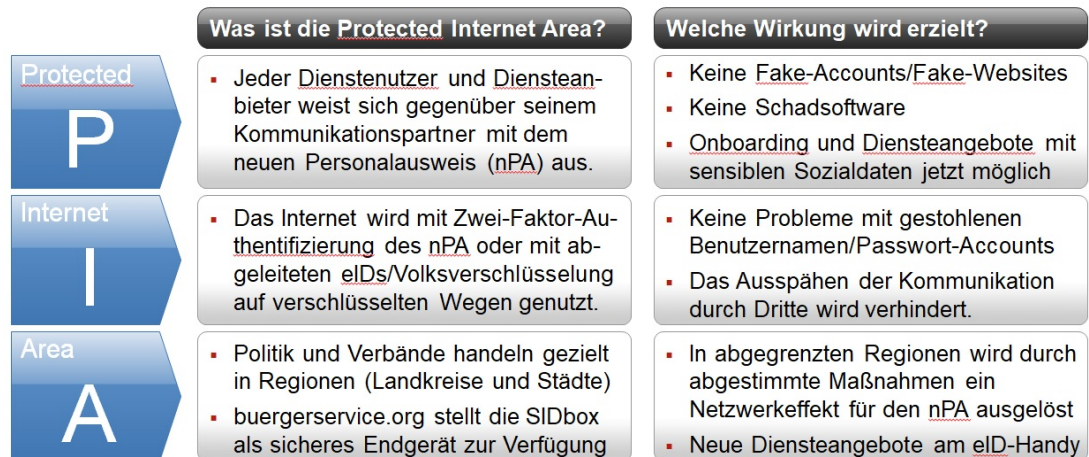 Was ist die Protected Internet Area?
Welche Wirkung wird erzielt?
Protected
P
▪ Jeder Dienstenutzer und Dienstean-
bieter weist sich gegenüber seinem
Kommunikationspartner mit dem
neuen Personalausweis (nPA) aus.
▪ Keine Fake-Accounts/Fake-Websites
▪ Keine Schadsoftware
▪ Onboarding und Diensteangebote mit
sensiblen Sozialdaten jetzt möglich
Internet
I
▪ Das Internet wird mit Zwei-Faktor-Au-
thentifizierung des nPA oder mit ab-
geleiteten eIDs/Volksverschlüsselung
auf verschlüsselten Wegen genutzt.
▪ Keine Probleme mit gestohlenen
Benutzernamen/Passwort-Accounts
▪ Das Ausspähen der Kommunikation
durch Dritte wird verhindert.
Area
A
▪ Politik und Verbände handeln gezielt
in Regionen (Landkreise und Städte)
▪ buergerservice.org stellt die SIDbox
als sicheres Endgerät zur Verfügung
▪ In abgegrenzten Regionen wird durch
abgestimmte Maßnahmen ein
Netzwerkeffekt für den nPA ausgelöst
▪ Neue Diensteangebote am eID-Handy